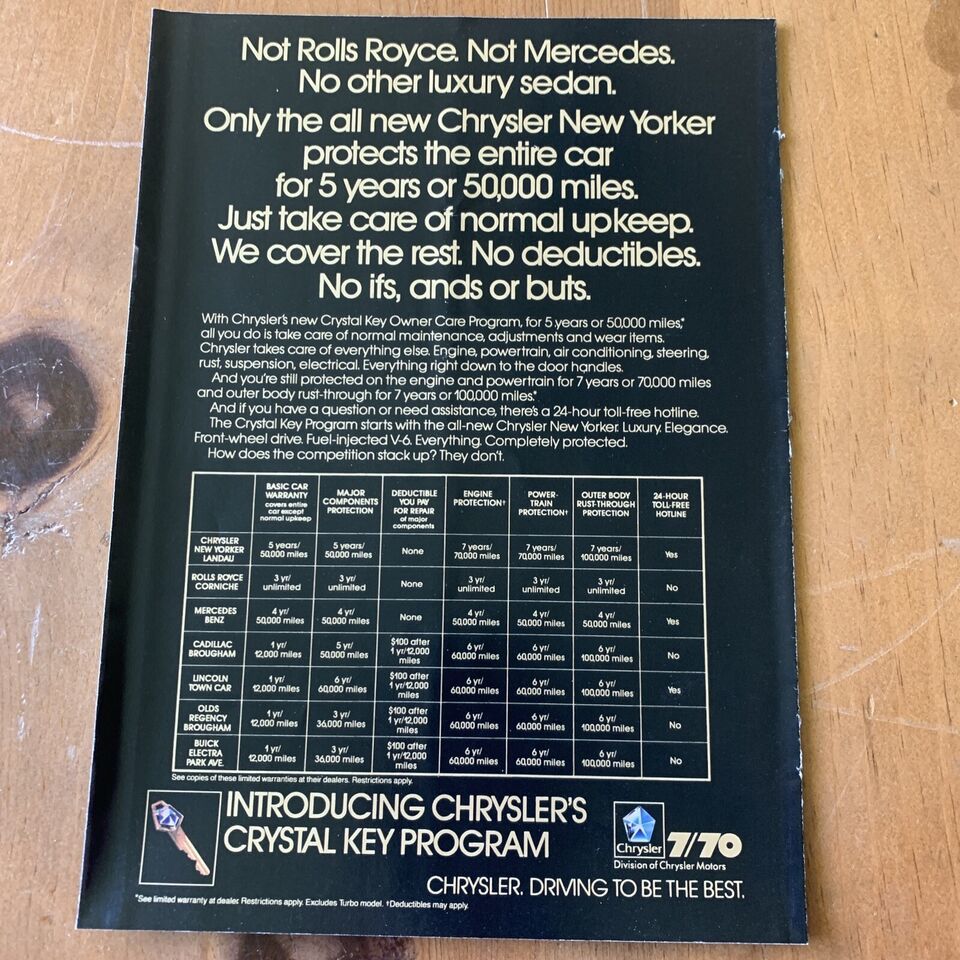 Not Rolls Royce. Not Mercedes.
No other luxury sedan.
Only the all new Chrysler New Yorker
protects the entire car
for 5 years or 50,000 miles.
Just take care of normal upkeep.
We cover the rest. No deductibles.
No ifs, ands or buts.
With Chrysler's new Crystal Key Owner Care Program, for 5 years or 50,000 miles,*
all you do is take care of normal maintenance, adjustments and wear items.
Chrysler takes care of everything else. Engine, powertrain, air conditioning, steering,
rust, suspension, electrical. Everything right down to the door handles.
And you're still protected on the engine and powertrain for 7 years or 70,000 miles
and outer body rust-through for 7 years or 100,000 miles.*
And if you have a question or need assistance, there's a 24-hour toll-free hotline.
The Crystal Key Program starts with the all-new Chrysler New Yorker. Luxury. Elegance.
Front-wheel drive. Fuel-injected V-6. Everything. Completely protected.
How does the competition stack up? They don't.
BASIC CAR
WARRANTY
covers entire
car except
normal upkeep
MAJOR
COMPONENTS
PROTECTION
DEDUCTIBLE
YOU PAY
FOR REPAIR
of major
components
ENGINE
PROTECTION†
POWER-
TRAIN
PROTECTION†
OUTER BODY
RUST-THROUGH
PROTECTION
24-HOUR
TOLL-FREE
HOTLINE
CHRYSLER
NEW YORKER
LANDAU
5 years/
50,000 miles
5 years/
50,000 miles
None
7 years/
70,000 miles
7 years/
70,000 miles
7 years/
100,000 miles
Yes
ROLLS ROYCE
CORNICHE
3 yr/
unlimited
3 yr/
unlimited
None
3 yr/
unlimited
3 yr/
unlimited
3 yr/
unlimited
No
MERCEDES
BENZ
4 yr/
50,000 miles
4 yr/
50,000 miles
None
4 yr/
50,000 miles
4 yr/
50,000 miles
4 yr/
50,000 miles
Yes
CADILLAC
BROUGHAM
1 yr/
12,000 miles
5 yr/
50,000 miles
$100 after
1 yr/12,000
miles
6 yr/
60,000 miles
6 yr/
60,000 miles
6 yr/
100,000 miles
No
LINCOLN
TOWN CAR
1 yr/
12,000 miles
6 yr/
60,000 miles
$100 after
1 yr/12,000
miles
6 yr/
60,000 miles
6 yr/
60,000 miles
6 yr/
100,000 miles
Yes
OLDS
REGENCY
BROUGHAM
1 yr/
12,000 miles
3 yr/
36,000 miles
$100 after
1 yr/12,000
miles
6 yr/
60,000 miles
6 yr/
60,000 miles
6 yr/
100,000 miles
No
BUICK
ELECTRA
PARK AVE.
1 yr/
12,000 miles
3 yr/
36,000 miles
$100 after
1 yr/12,000
miles
6 yr/
60,000 miles
6 yr/
60,000 miles
6 yr/
100,000 miles
No
See copies of these limited warranties at their dealers. Restrictions apply.
INTRODUCING CHRYSLER'S
CRYSTAL KEY PROGRAM
Chrysler
7/70
Division of Chrysler Motors
CHRYSLER. DRIVING TO BE THE BEST.
*See limited warranty at dealer. Restrictions apply. Excludes Turbo model. †Deductibles may apply.